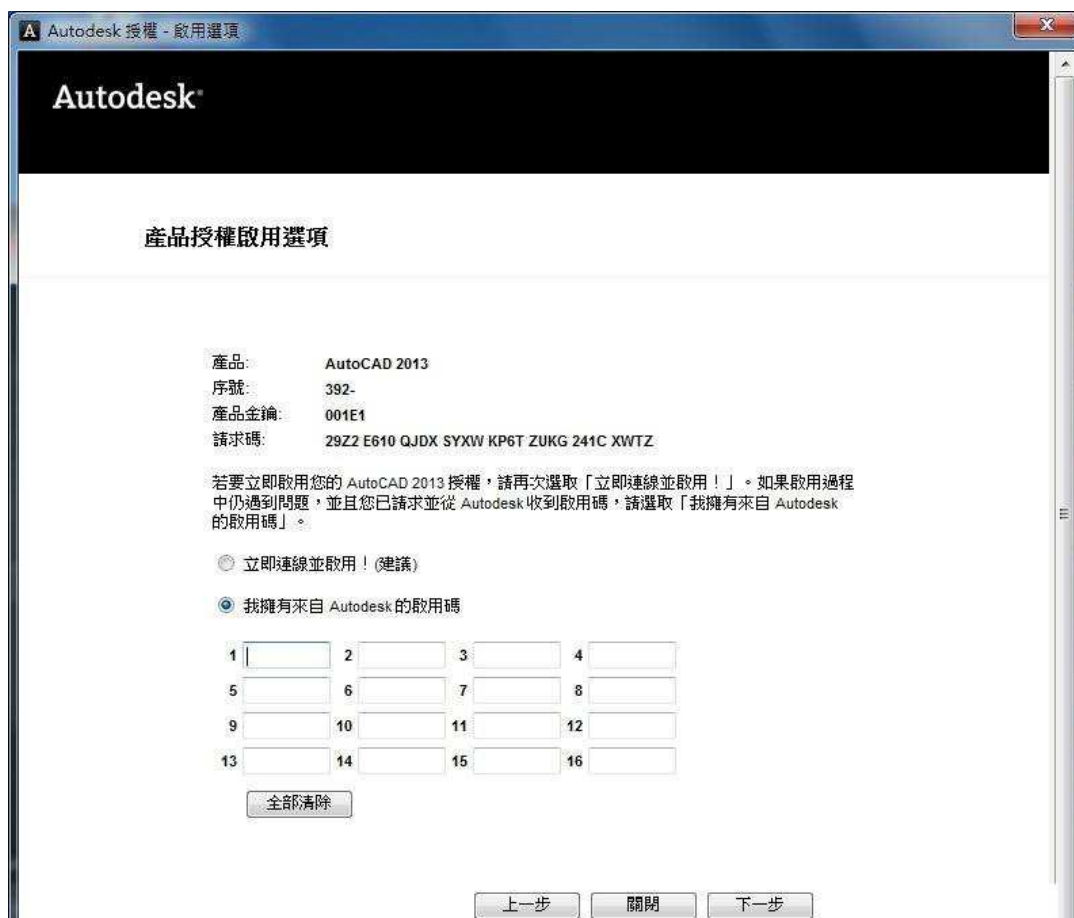 Autodesk 授權 - 啟用選項
Autodesk®
產品授權啟用選項
產品: AutoCAD 2013
序號: 392-
產品金鑰: 001E1
請求碼: 29Z2 E610 QJDX SYXW KP6T ZUKG 241C XWTZ
若要立即啟用您的 AutoCAD 2013 授權，請再次選取「立即連線並啟用！」。如果啟用過程
中仍遇到問題，並且您已請求並從 Autodesk 收到啟用碼，請選取「我擁有來自 Autodesk
的啟用碼」。
立即連線並啟用！(建議)
我擁有來自 Autodesk 的啟用碼
1 2 3 4
5 6 7 8
9 10 11 12
13 14 15 16
全部清除
上一步 關閉 下一步